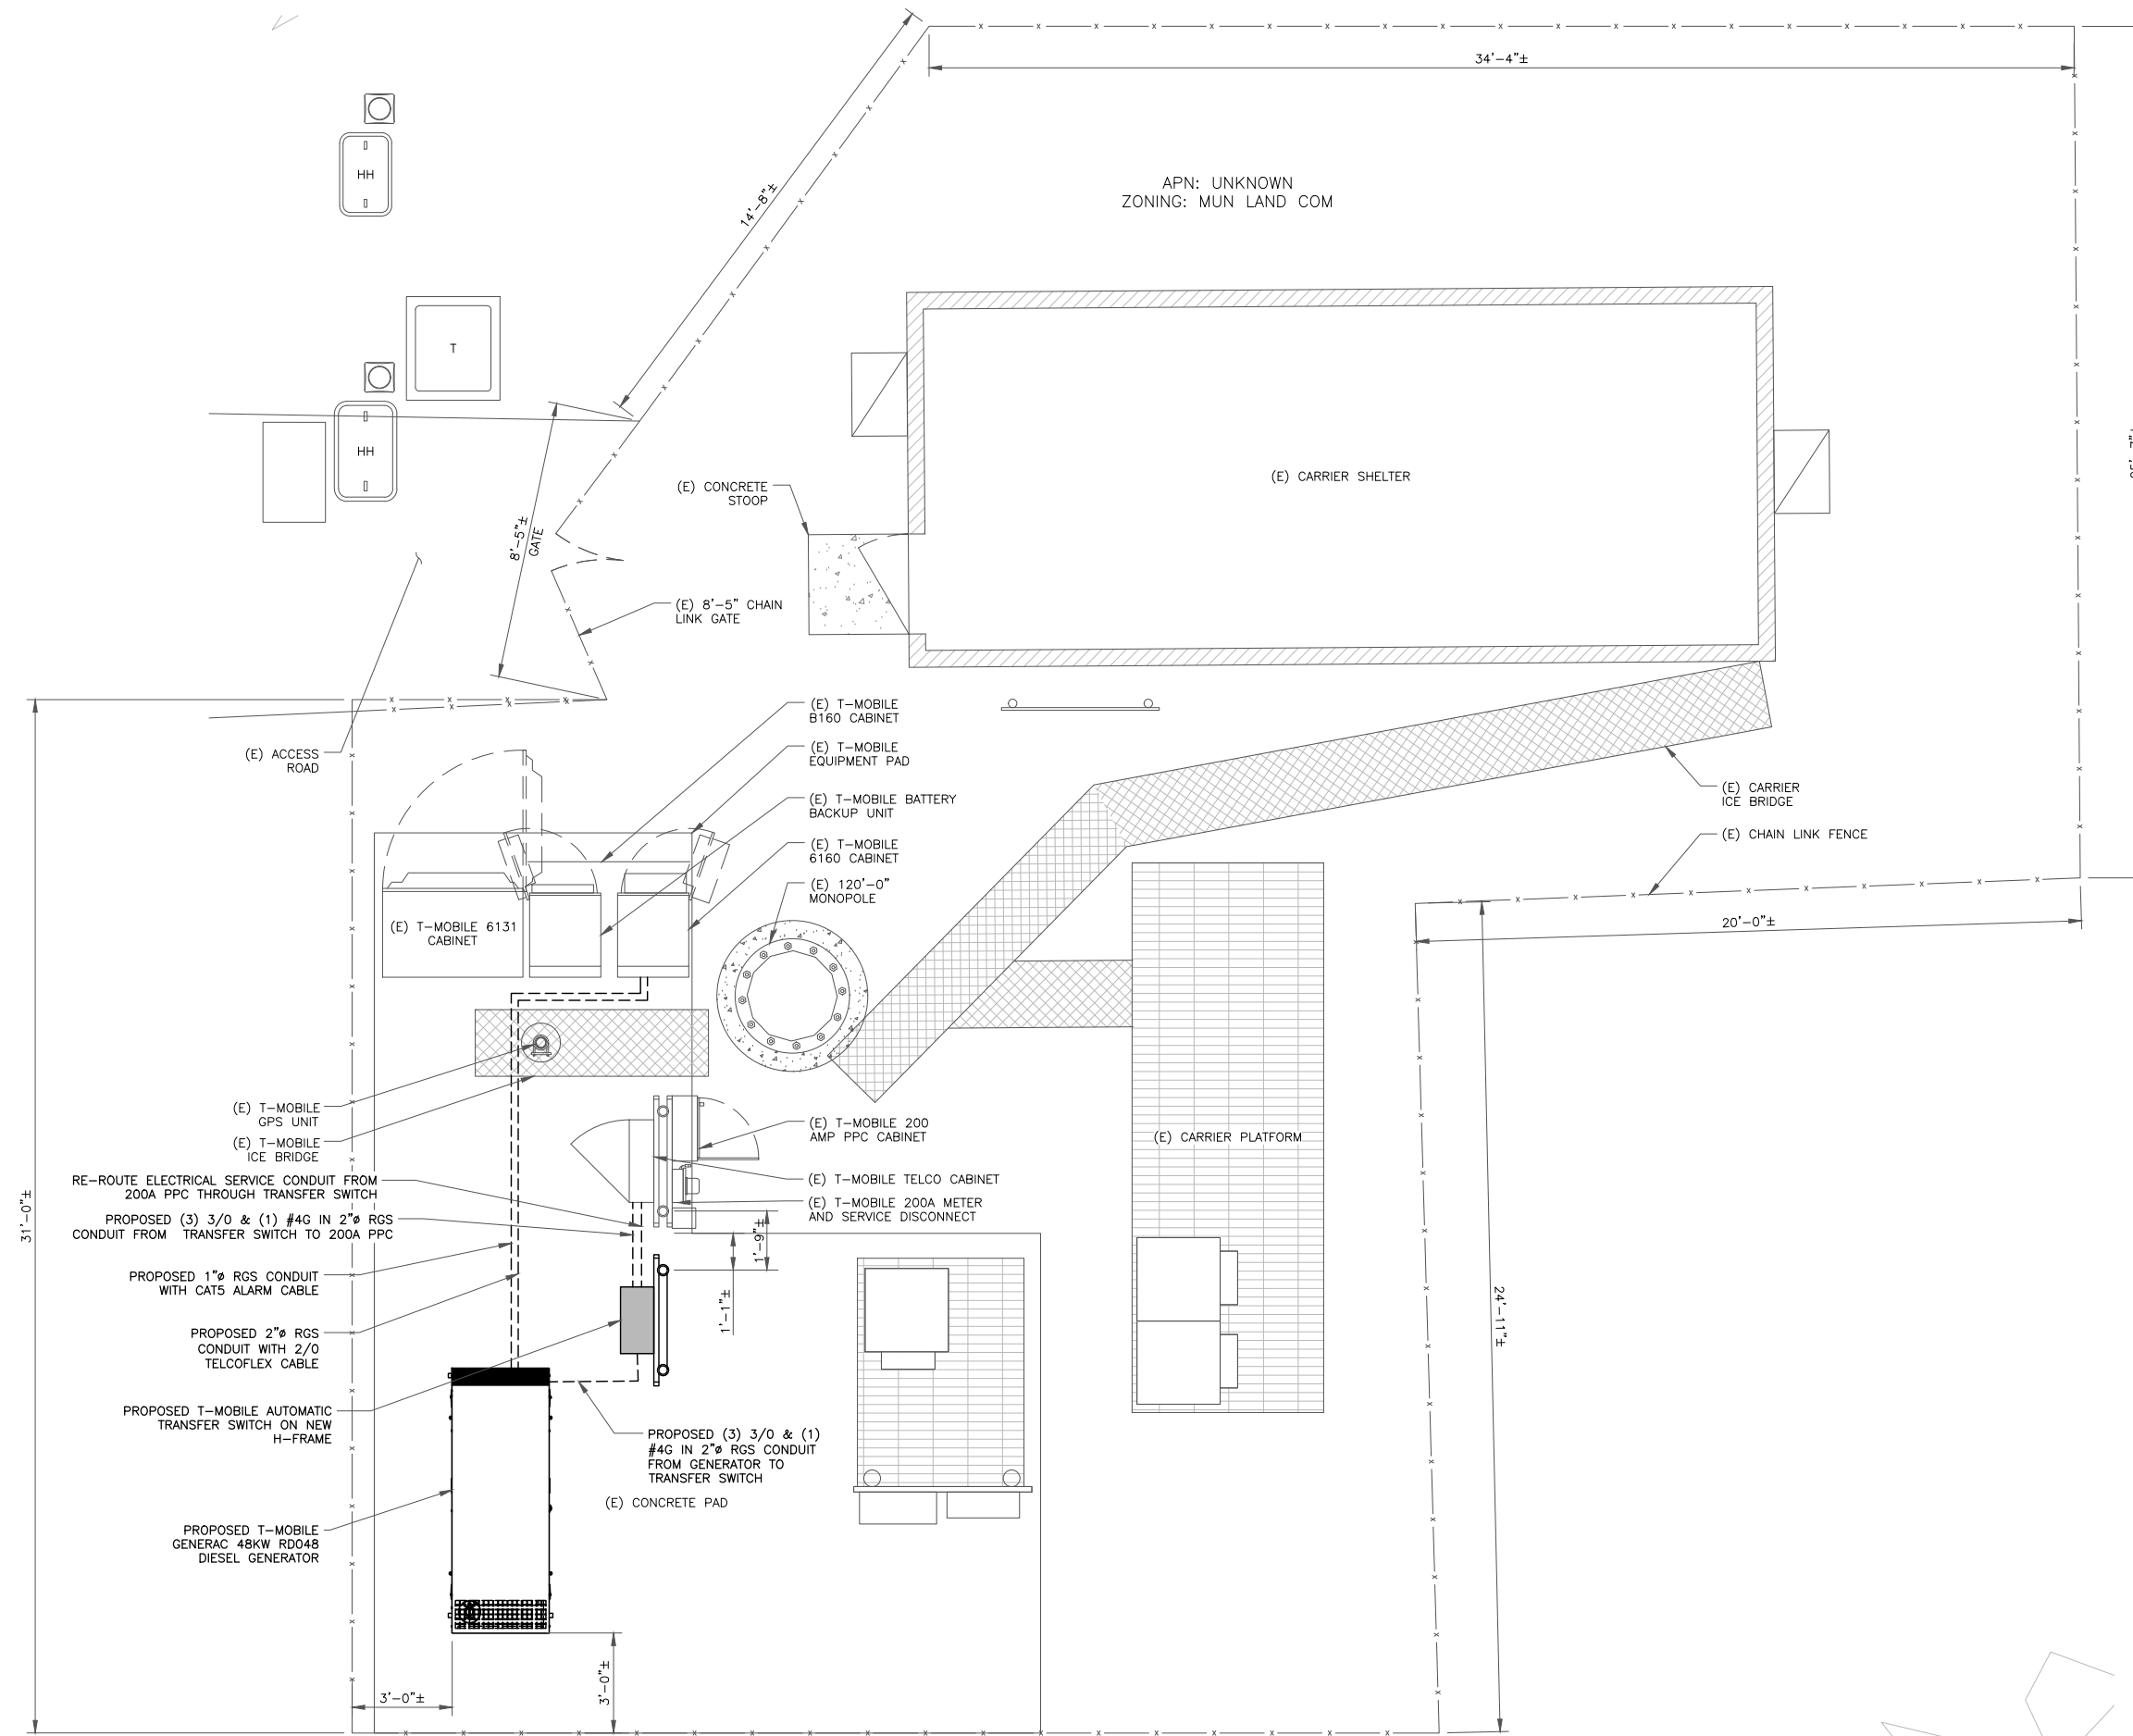 34'-4"±
14'-8"±
APN: UNKNOWN
ZONING: MUN LAND COM
HH
T
HH
8'-5"±
GATE
(E) CONCRETE
STOOP
(E) CARRIER SHELTER
(E) 8'-5" CHAIN
LINK GATE
(E) ACCESS
ROAD
(E) T-MOBILE
B160 CABINET
(E) T-MOBILE
EQUIPMENT PAD
(E) T-MOBILE BATTERY
BACKUP UNIT
(E) T-MOBILE
6160 CABINET
(E) 120'-0"
MONOPOLE
(E) CARRIER
ICE BRIDGE
(E) CHAIN LINK FENCE
20'-0"±
(E) T-MOBILE 6131
CABINET
(E) T-MOBILE
GPS UNIT
(E) T-MOBILE
ICE BRIDGE
RE-ROUTE ELECTRICAL SERVICE CONDUIT FROM
200A PPC THROUGH TRANSFER SWITCH
PROPOSED (3) 3/0 & (1) #4G IN 2"ø RGS
CONDUIT FROM TRANSFER SWITCH TO 200A PPC
PROPOSED 1"ø RGS CONDUIT
WITH CAT5 ALARM CABLE
PROPOSED 2"ø RGS
CONDUIT WITH 2/0
TELCOFLEX CABLE
PROPOSED T-MOBILE AUTOMATIC
TRANSFER SWITCH ON NEW
H-FRAME
PROPOSED T-MOBILE
GENERAC 48KW RD048
DIESEL GENERATOR
(E) T-MOBILE 200
AMP PPC CABINET
(E) T-MOBILE TELCO CABINET
(E) T-MOBILE 200A METER
AND SERVICE DISCONNECT
(E) CARRIER PLATFORM
1'-9"±
1'-1"±
31'-0"±
24'-11"±
PROPOSED (3) 3/0 & (1)
#4G IN 2"ø RGS CONDUIT
FROM GENERATOR TO
TRANSFER SWITCH
(E) CONCRETE PAD
3'-0"±
3'-0"±